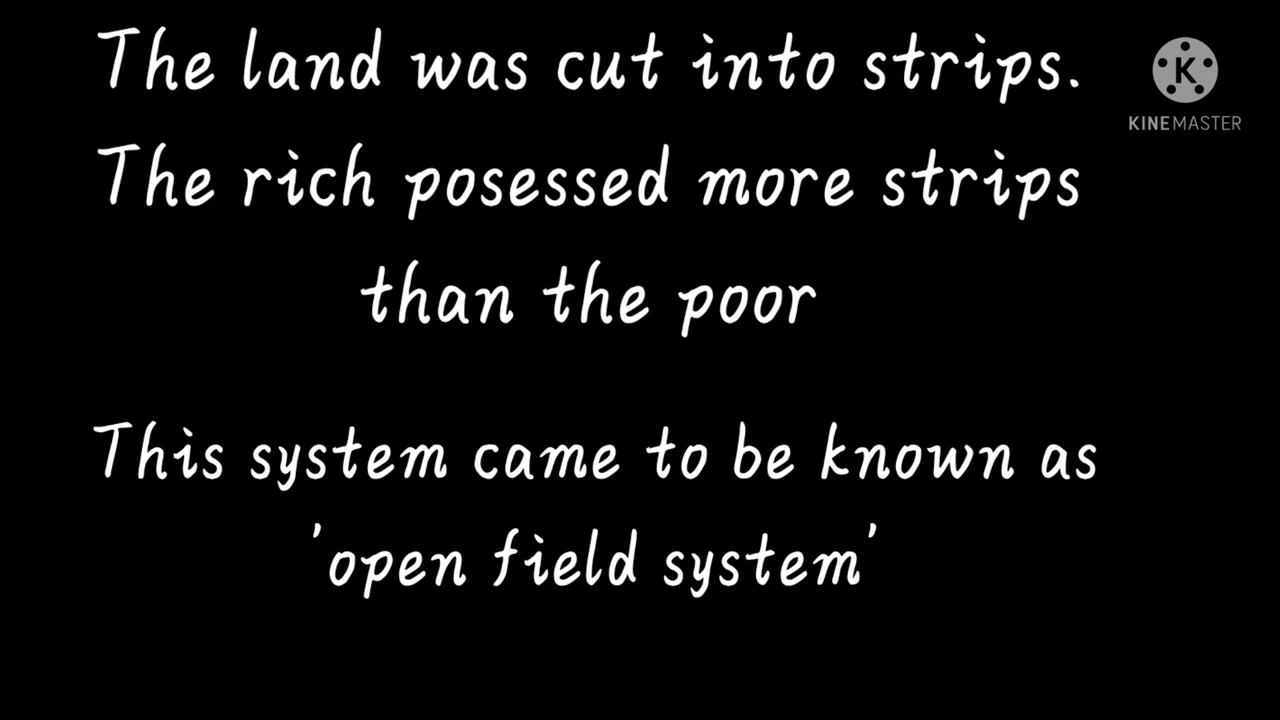 The land was cut into strips.
The rich posessed more strips
than the poor
This system came to be known as
'open field system'
K
KINEMASTER